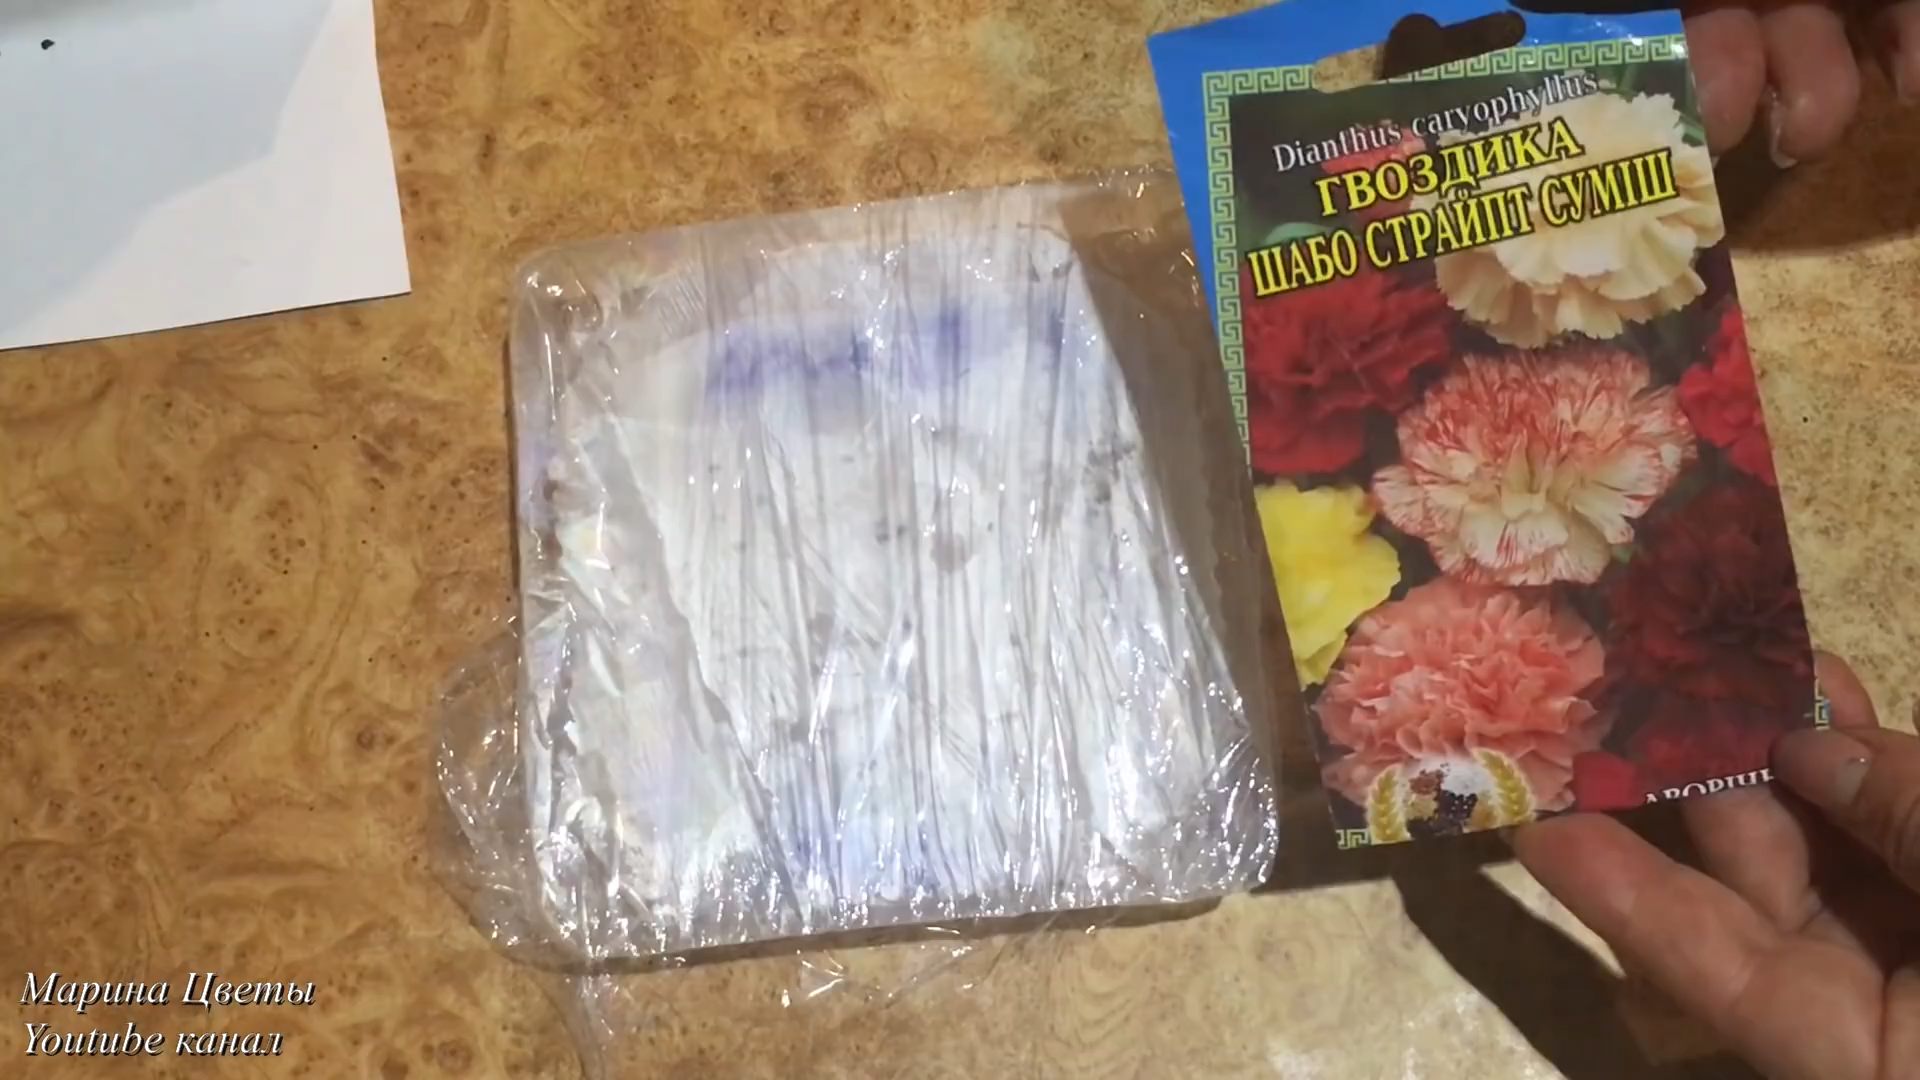 Dianthus caryophyllus
ГВОЗДИКА
ШАБО СТРАЙПТ СУМІШ
Марина Цветы
Youtube канал